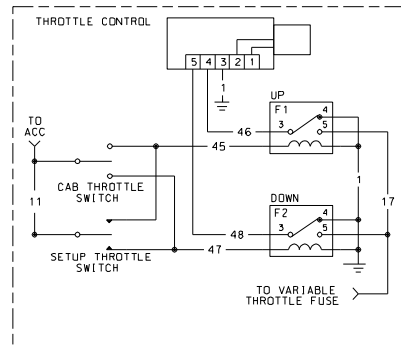 THROTTLE CONTROL
5 4 3 2 1
1
UP
F1
4
3
5
TO
ACC
46
45
CAB THROTTLE
SWITCH
11
1
17
DOWN
F2
4
3
5
48
47
SETUP THROTTLE
SWITCH
TO VARIABLE
THROTTLE FUSE